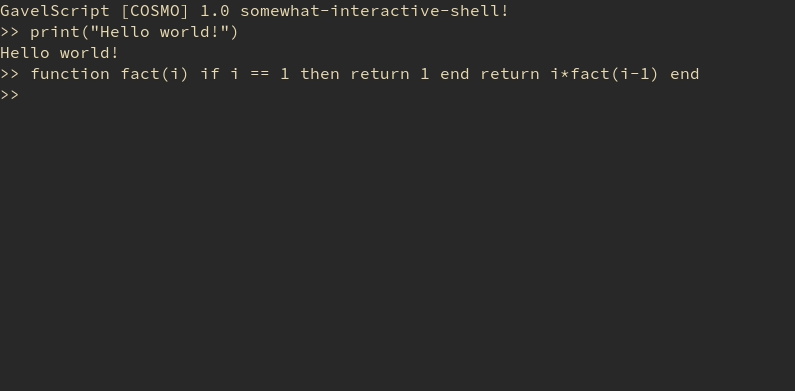 GavelScript [COSMO] 1.0 somewhat-interactive-shell!
>> print("Hello world!")
Hello world!
>> function fact(i) if i == 1 then return 1 end return i*fact(i-1) end
>>